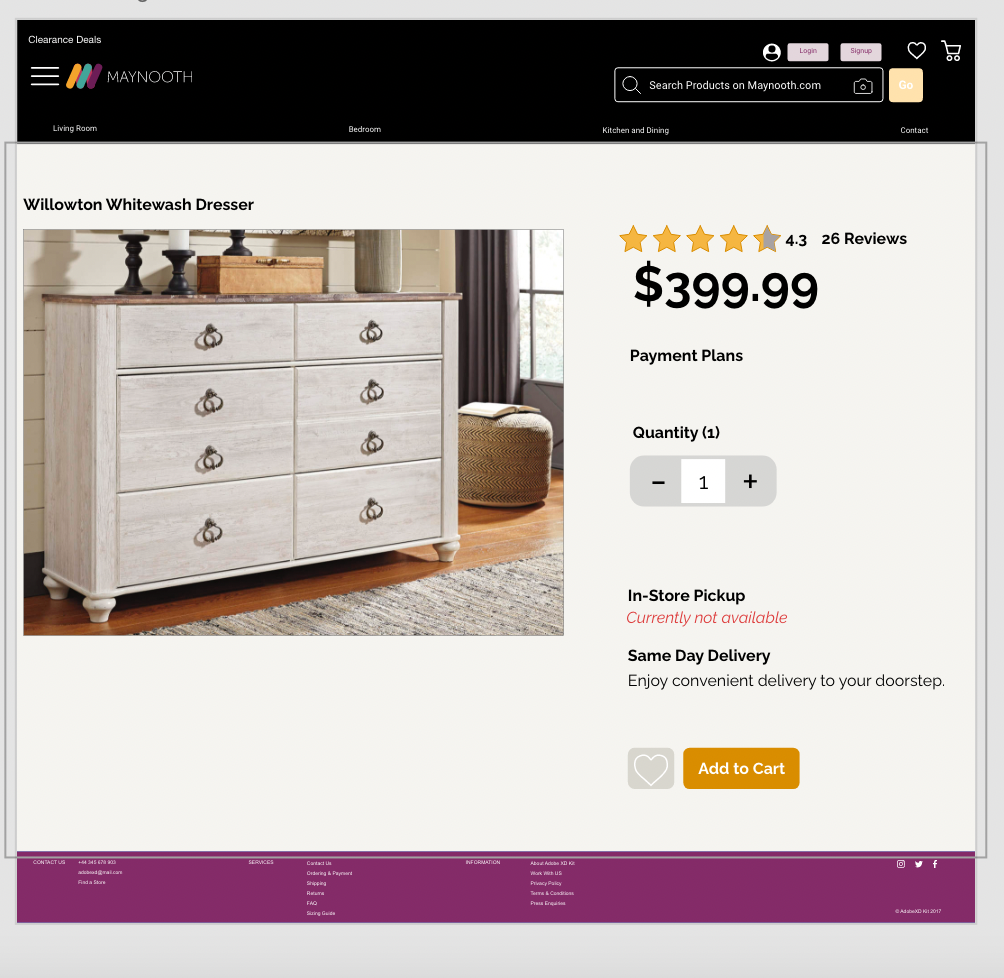 Clearance Deals
Login
Signup
MAYNOOTH
Search Products on Maynooth.com
Go
Living Room
Bedroom
Kitchen and Dining
Contact
Willowton Whitewash Dresser
4.3 26 Reviews
$399.99
Payment Plans
Quantity (1)
- 1 +
In-Store Pickup
Currently not available
Same Day Delivery
Enjoy convenient delivery to your doorstep.
Add to Cart
CONTACT US
+44 345 678 903
adobexd@mail.com
Find a Store
SERVICES
Contact Us
Ordering & Payment
Shipping
Returns
FAQ
Sizing Guide
INFORMATION
About Adobe XD Kit
Work With US
Privacy Policy
Terms & Conditions
Press Enquiries
© AdobeXD Kit 2017